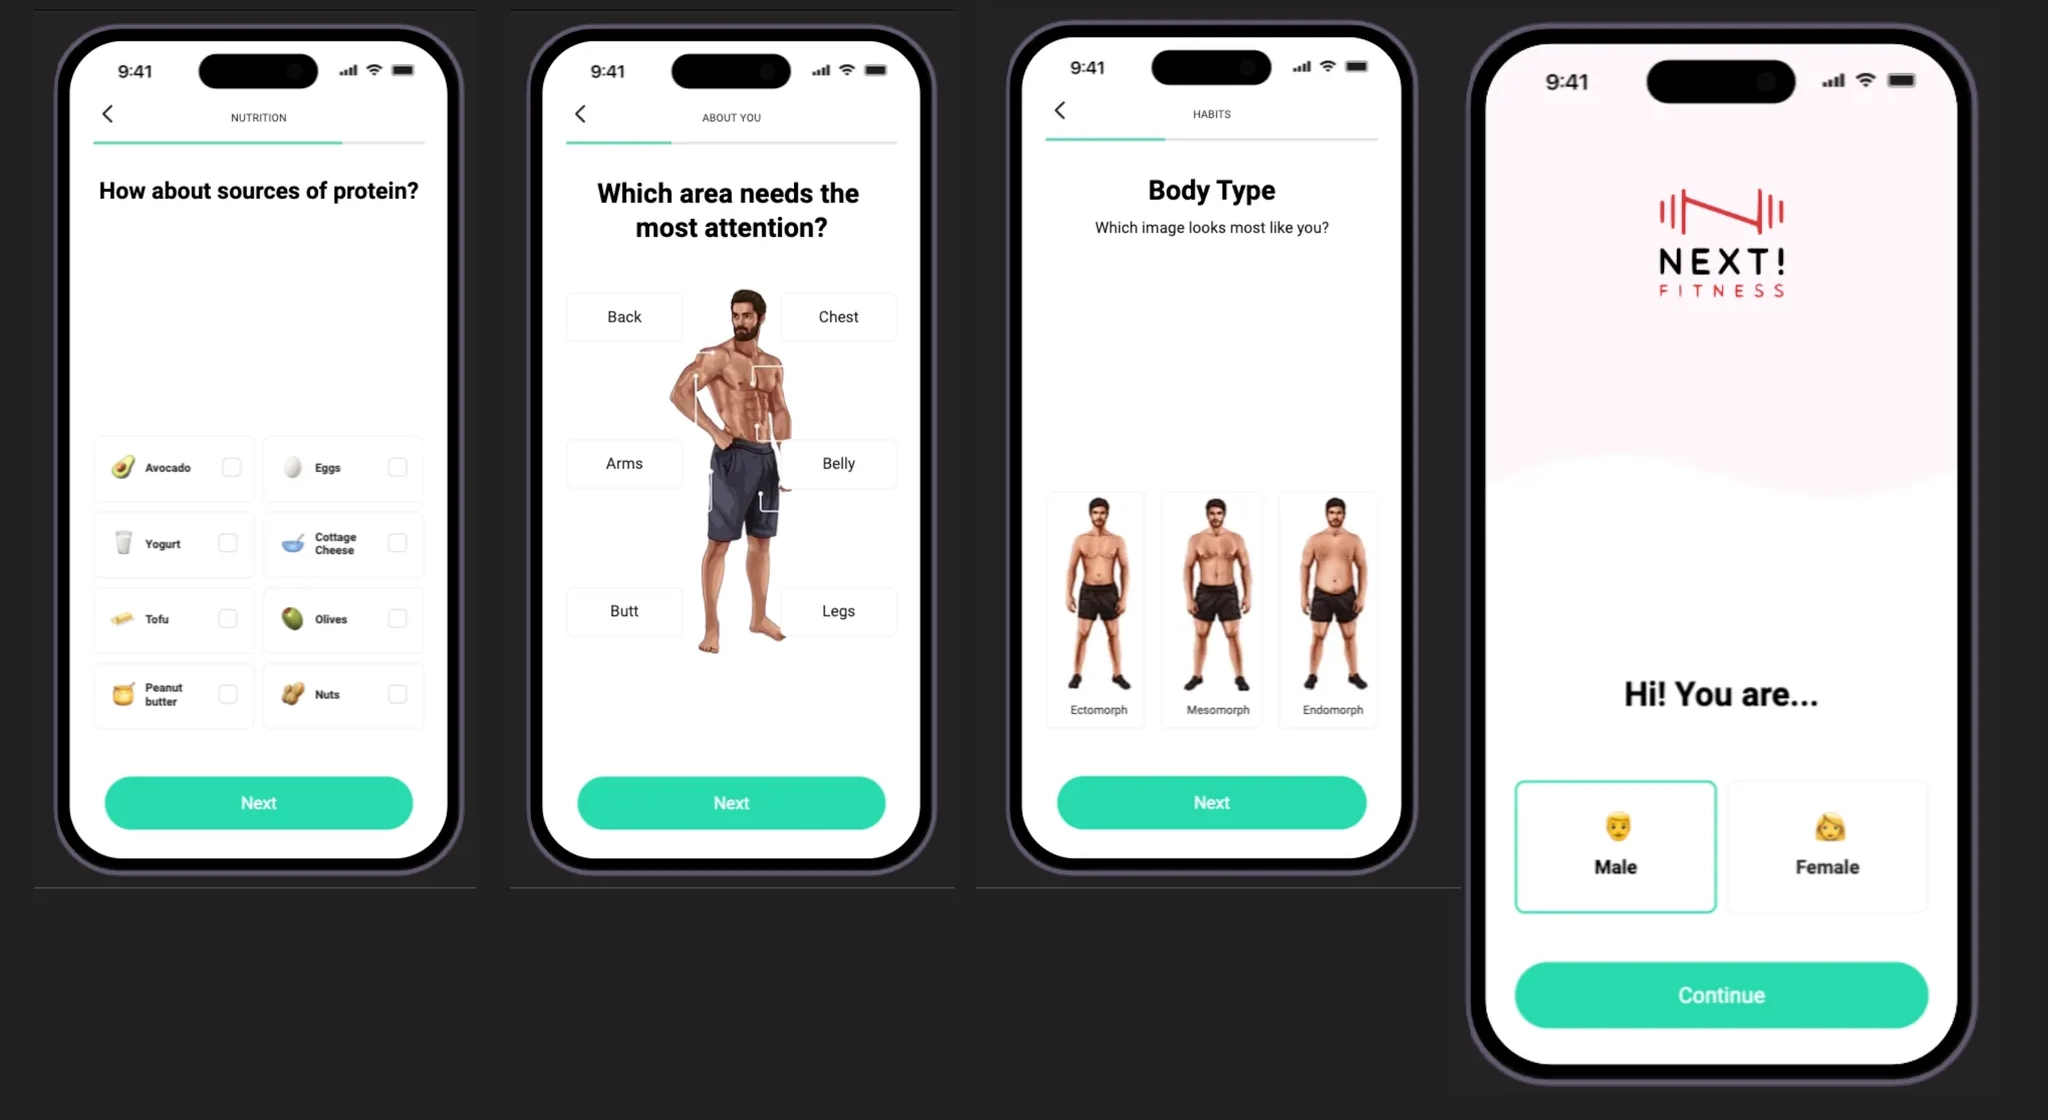 9:41
NUTRITION
How about sources of protein?
Avocado
Eggs
Yogurt
Cottage
Cheese
Tofu
Olives
Peanut
butter
Nuts
Next
9:41
ABOUT YOU
Which area needs the
most attention?
Back
Chest
Arms
Belly
Butt
Legs
Next
9:41
HABITS
Body Type
Which image looks most like you?
Ectomorph
Mesomorph
Endomorph
Next
9:41
NEXT!
FITNESS
Hi! You are...
Male
Female
Continue